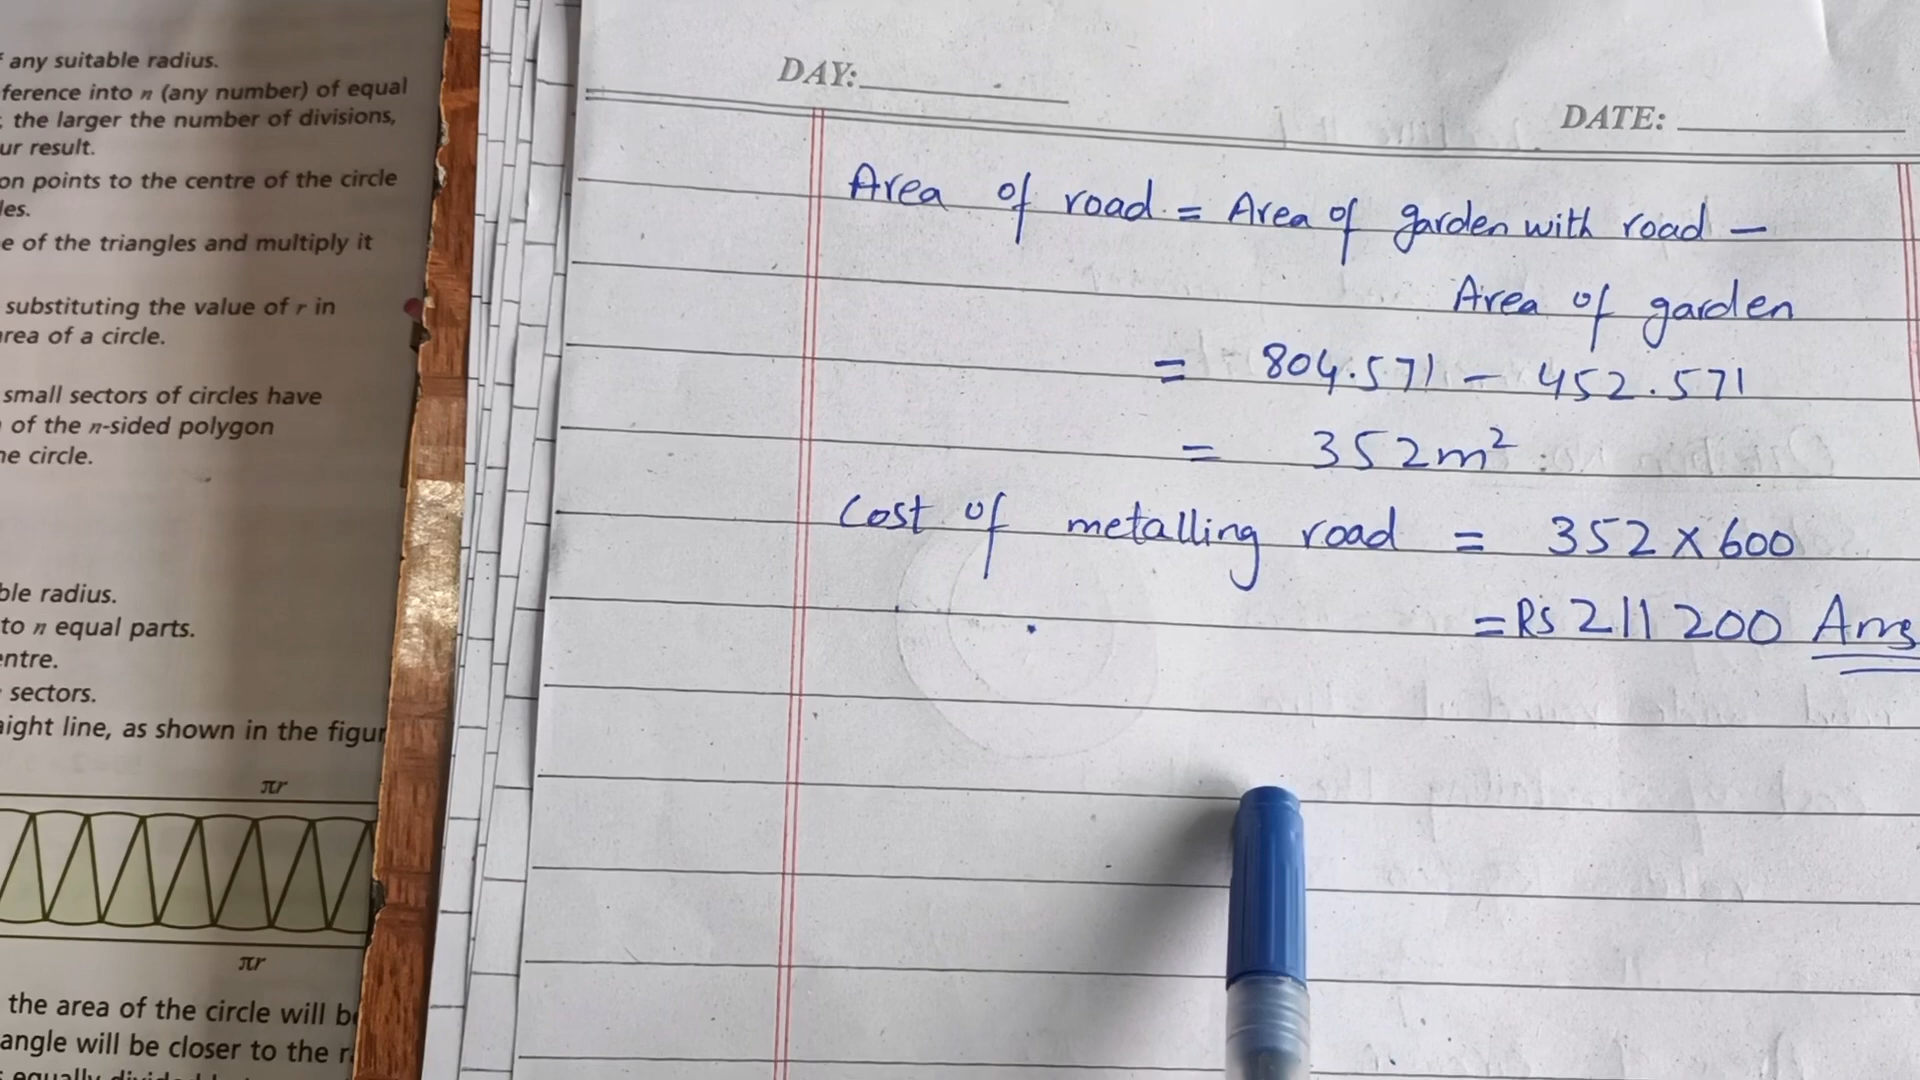 any suitable radius.
ference into n (any number) of equal
the larger the number of divisions,
ur result.
on points to the centre of the circle
les.
e of the triangles and multiply it
substituting the value of r in
area of a circle.
small sectors of circles have
of the n-sided polygon
he circle.
ble radius.
to n equal parts.
entre.
sectors.
aight line, as shown in the figur
πr
πr
the area of the circle will be
angle will be closer to the r
DAY:
DATE:
Area of road = Area of garden with road -
Area of garden
= 804.571 - 452.571
= 352m²
Cost of metalling road = 352 × 600
= Rs 211200 Ans